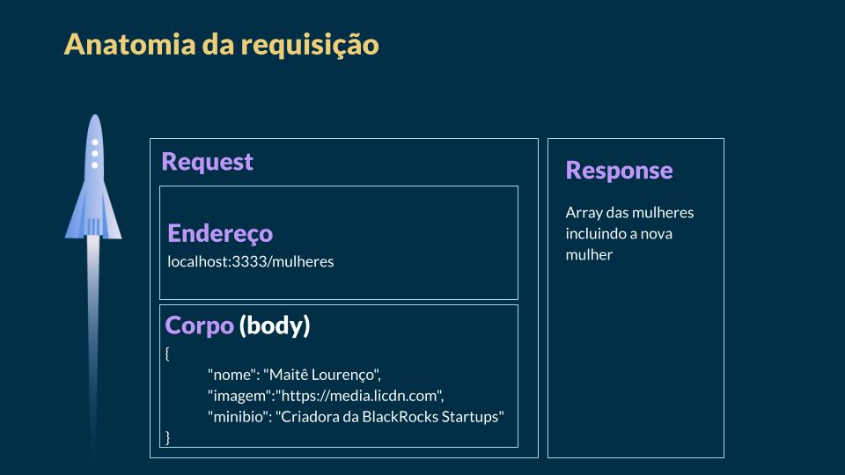 Anatomia da requisição
Request
Endereço
localhost:3333/mulheres
Corpo (body)
{
"nome": "Maitê Lourenço",
"imagem":"https://media.licdn.com",
"minibio": "Criadora da BlackRocks Startups"
}
Response
Array das mulheres
incluindo a nova
mulher